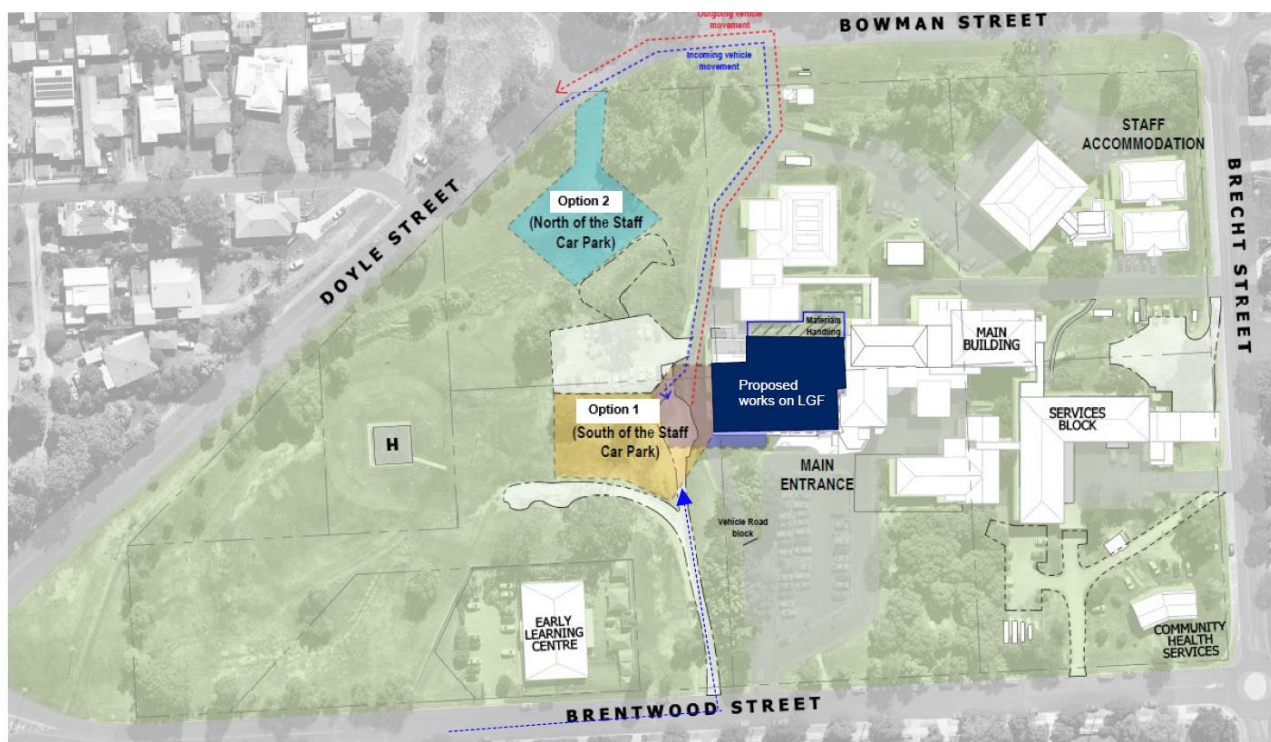 Outgoing vehicle
movement
BOWMAN STREET
Incoming vehicle
movement
STAFF
ACCOMMODATION
BRECHT STREET
Option 2
(North of the Staff
Car Park)
DOYLE STREET
Materials
Handling
MAIN
BUILDING
Proposed
works on LGF
Option 1
(South of the Staff
Car Park)
H
SERVICES
BLOCK
MAIN
ENTRANCE
Vehicle Road
block
EARLY
LEARNING
CENTRE
COMMUNITY
HEALTH
SERVICES
BRENTWOOD STREET